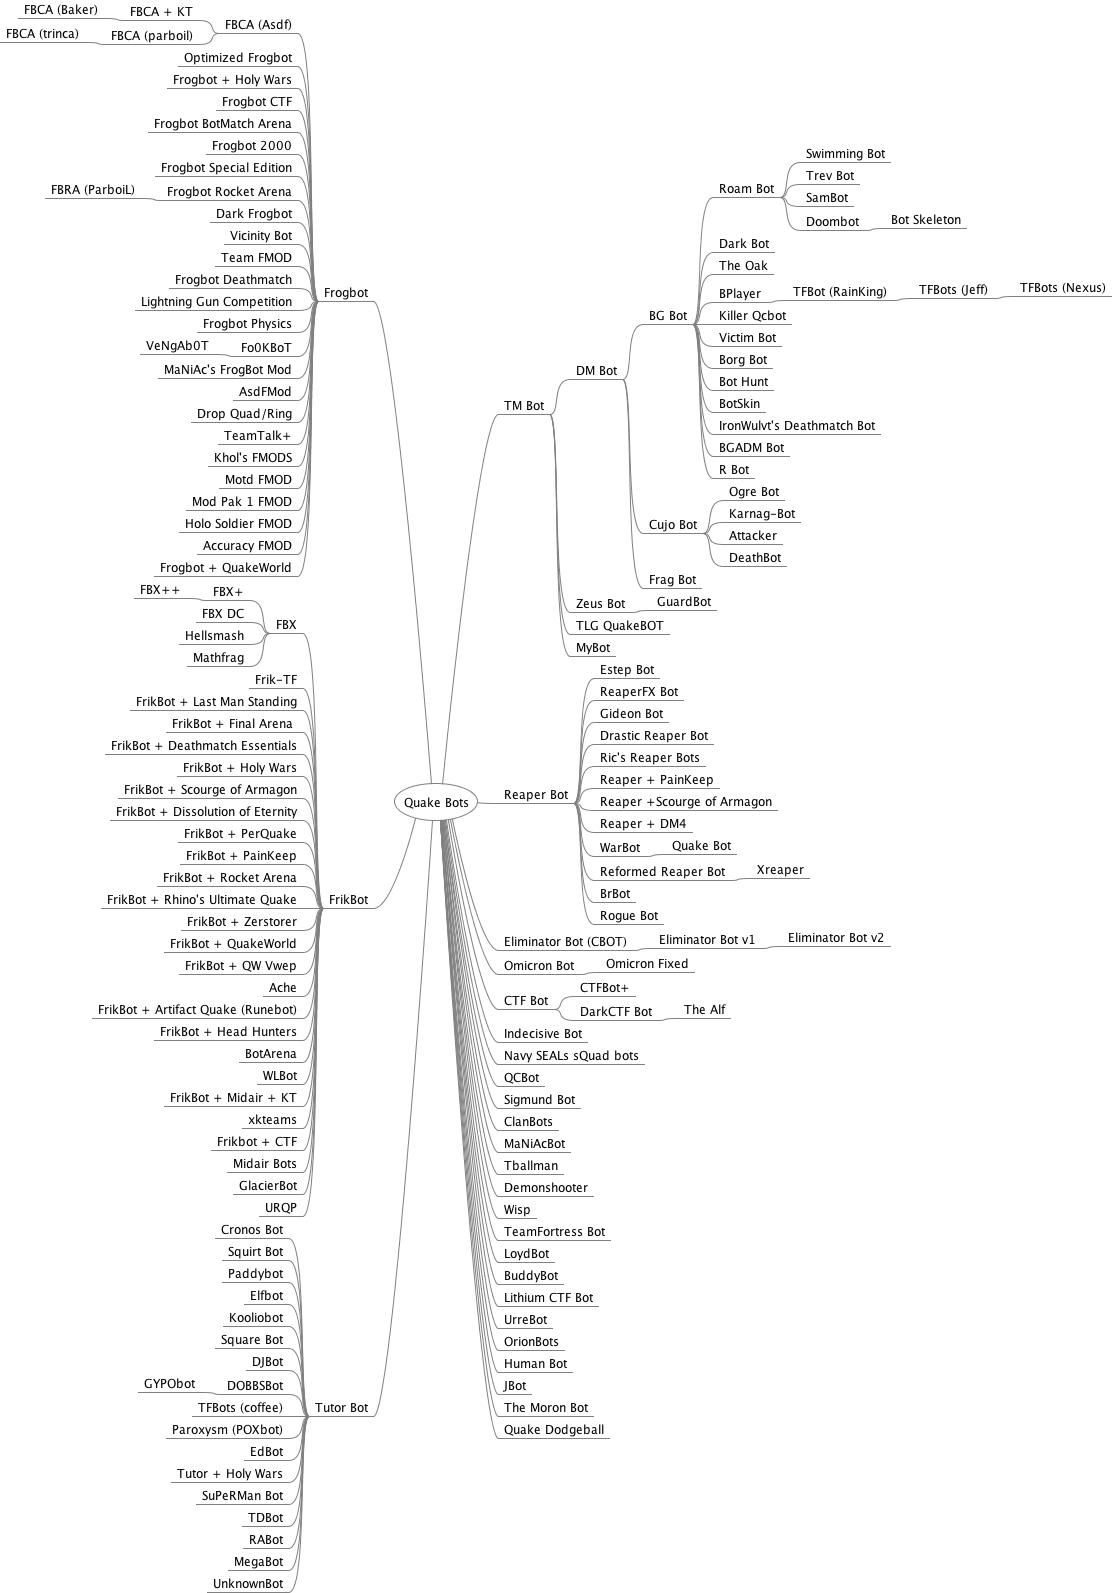 Quake Bots
Frogbot
FBCA (Asdf)
FBCA + KT
FBCA (Baker)
FBCA (parboil)
FBCA (trinca)
Optimized Frogbot
Frogbot + Holy Wars
Frogbot CTF
Frogbot BotMatch Arena
Frogbot 2000
Frogbot Special Edition
Frogbot Rocket Arena
FBRA (ParboiL)
Dark Frogbot
Vicinity Bot
Team FMOD
Frogbot Deathmatch
Lightning Gun Competition
Frogbot Physics
Fo0KBoT
VeNgAb0T
MaNiAc's FrogBot Mod
AsdFMod
Drop Quad/Ring
TeamTalk+
Khol's FMODS
Motd FMOD
Mod Pak 1 FMOD
Holo Soldier FMOD
Accuracy FMOD
Frogbot + QuakeWorld
FrikBot
FBX
FBX+
FBX++
FBX DC
Hellsmash
Mathfrag
Frik-TF
FrikBot + Last Man Standing
FrikBot + Final Arena
FrikBot + Deathmatch Essentials
FrikBot + Holy Wars
FrikBot + Scourge of Armagon
FrikBot + Dissolution of Eternity
FrikBot + PerQuake
FrikBot + PainKeep
FrikBot + Rocket Arena
FrikBot + Rhino's Ultimate Quake
FrikBot + Zerstorer
FrikBot + QuakeWorld
FrikBot + QW Vwep
Ache
FrikBot + Artifact Quake (Runebot)
FrikBot + Head Hunters
BotArena
WLBot
FrikBot + Midair + KT
xkteams
Frikbot + CTF
Midair Bots
GlacierBot
URQP
Tutor Bot
Cronos Bot
Squirt Bot
Paddybot
Elfbot
Kooliobot
Square Bot
DJBot
DOBBSBot
GYPObot
TFBots (coffee)
Paroxysm (POXbot)
EdBot
Tutor + Holy Wars
SuPeRMan Bot
TDBot
RABot
MegaBot
UnknownBot
TM Bot
DM Bot
BG Bot
Roam Bot
Swimming Bot
Trev Bot
SamBot
Doombot
Bot Skeleton
Dark Bot
The Oak
BPlayer
TFBot (RainKing)
TFBots (Jeff)
TFBots (Nexus)
Killer Qcbot
Victim Bot
Borg Bot
Bot Hunt
BotSkin
IronWulvt's Deathmatch Bot
BGADM Bot
R Bot
Cujo Bot
Ogre Bot
Karnag-Bot
Attacker
DeathBot
Frag Bot
Zeus Bot
GuardBot
TLG QuakeBOT
MyBot
Reaper Bot
Estep Bot
ReaperFX Bot
Gideon Bot
Drastic Reaper Bot
Ric's Reaper Bots
Reaper + PainKeep
Reaper +Scourge of Armagon
Reaper + DM4
WarBot
Quake Bot
Reformed Reaper Bot
Xreaper
BrBot
Rogue Bot
Eliminator Bot (CBOT)
Eliminator Bot v1
Eliminator Bot v2
Omicron Bot
Omicron Fixed
CTF Bot
CTFBot+
DarkCTF Bot
The Alf
Indecisive Bot
Navy SEALs sQuad bots
QCBot
Sigmund Bot
ClanBots
MaNiAcBot
Tballman
Demonshooter
Wisp
TeamFortress Bot
LoydBot
BuddyBot
Lithium CTF Bot
UrreBot
OrionBots
Human Bot
JBot
The Moron Bot
Quake Dodgeball